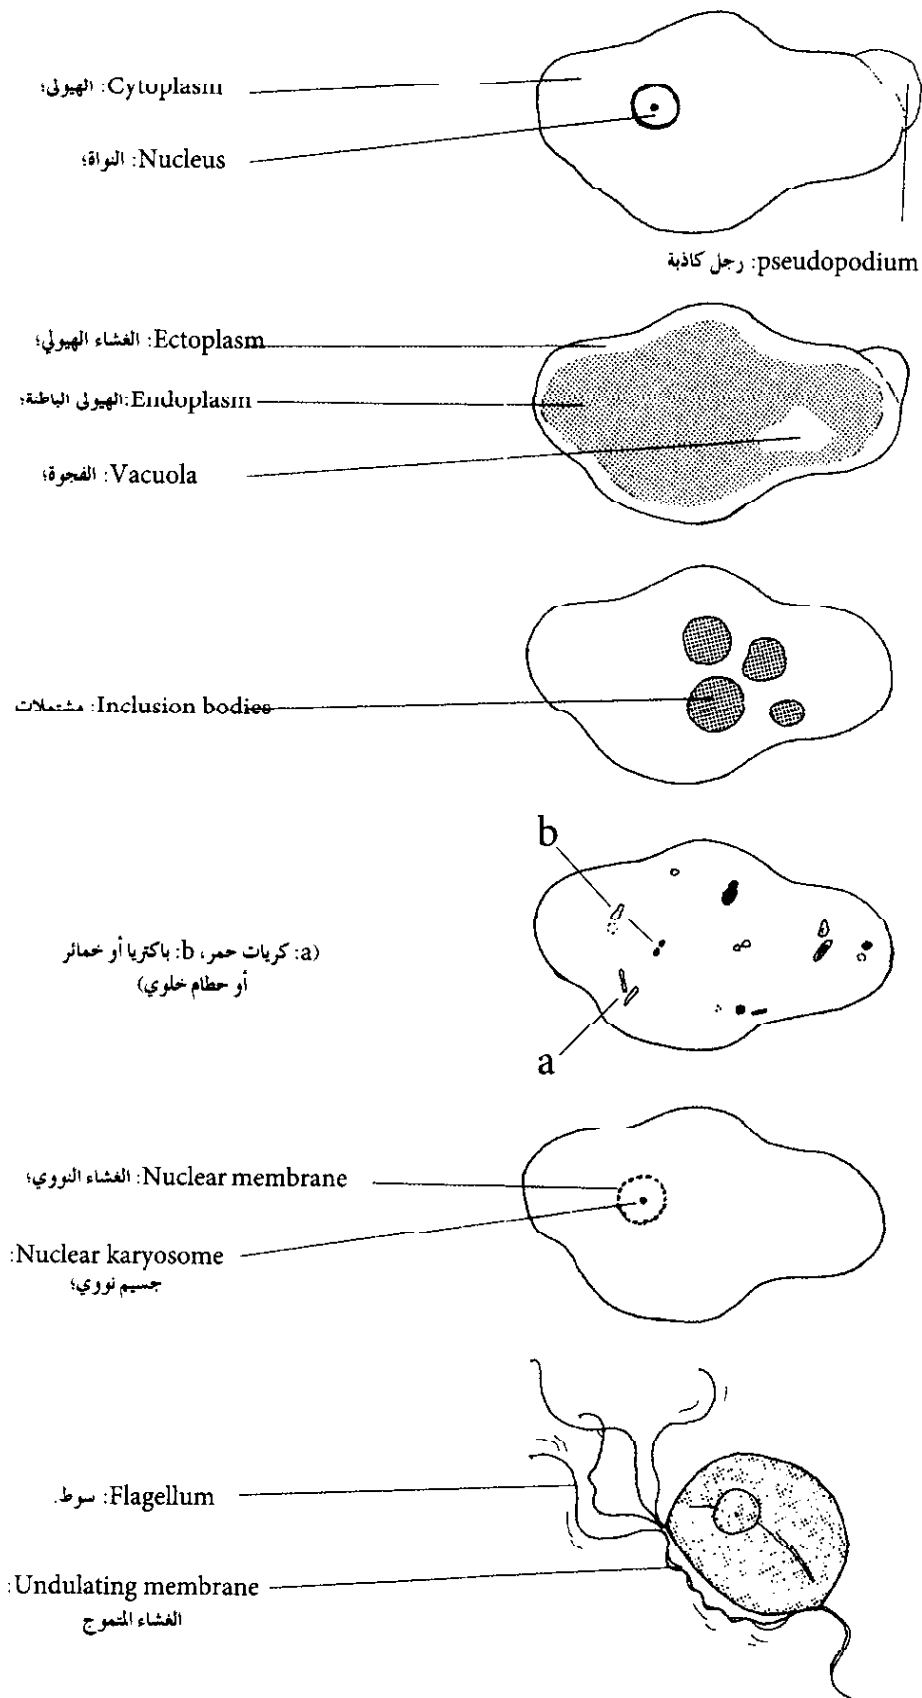 Cytoplasm: الهيولى؛
Nucleus: النواة؛
pseudopodium: رجل كاذبة
Ectoplasm: الغشاء الهيولي؛
Endoplasm: الهيولى الباطنة؛
Vacuola: الفجوة؛
Inclusion bodies: مشتملات
b
(a: كريات حمر، b: باكتريا أو خمائر
أو حطام خلوي)
a
Nuclear membrane: الغشاء النووي؛
Nuclear karyosome:
جسيم نووي؛
Flagellum: سوط.
Undulating membrane:
الغشاء المتموج